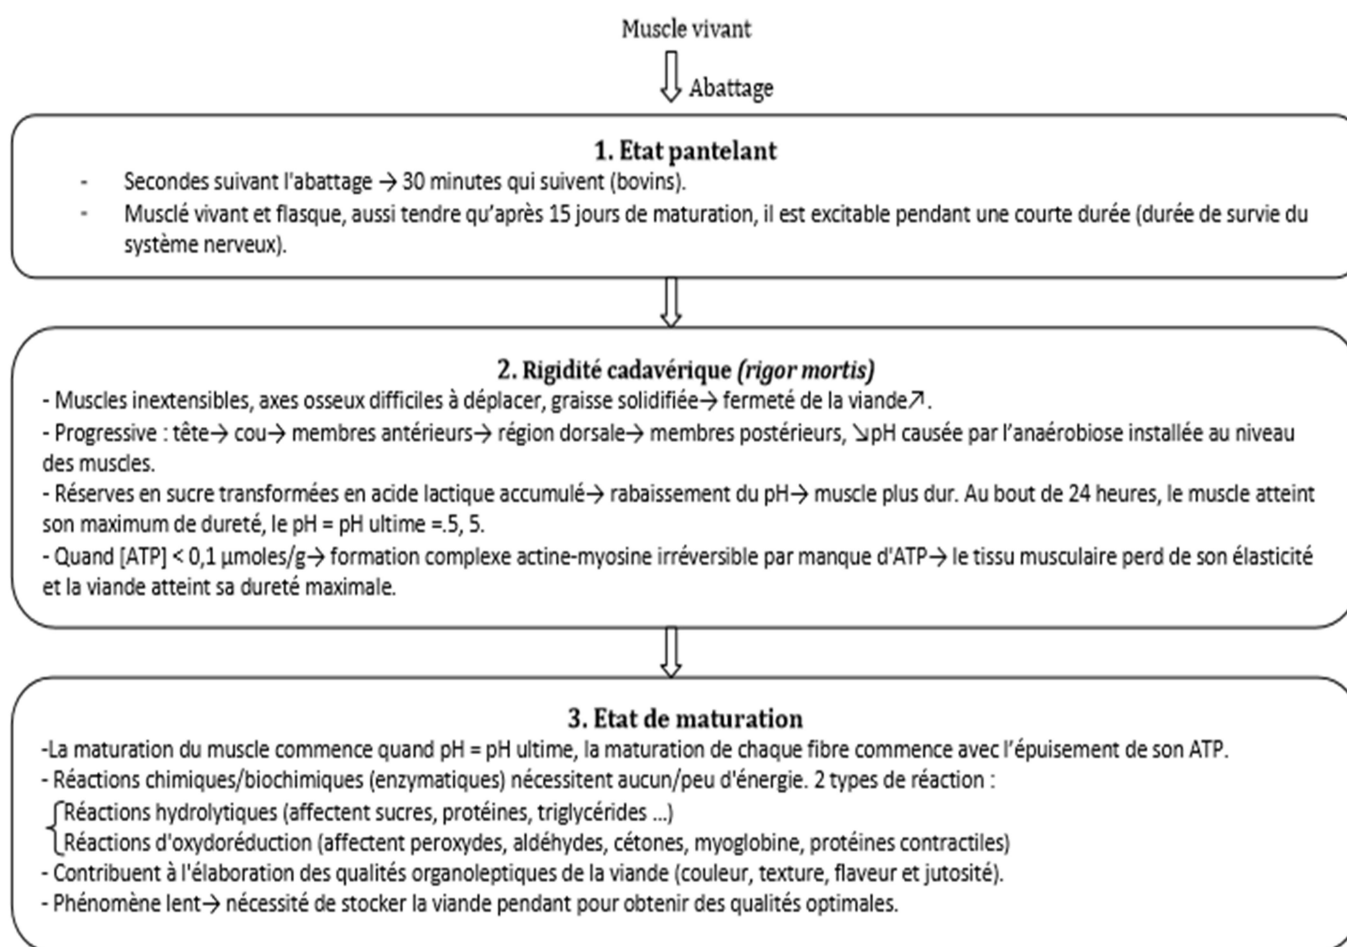 Muscle vivant
Abattage
1. Etat pantelant
- Secondes suivant l'abattage → 30 minutes qui suivent (bovins).
- Musclé vivant et flasque, aussi tendre qu’après 15 jours de maturation, il est excitable pendant une courte durée (durée de survie du
système nerveux).
2. Rigidité cadavérique (rigor mortis)
- Muscles inextensibles, axes osseux difficiles à déplacer, graisse solidifiée→ fermeté de la viande↗.
- Progressive : tête→ cou→ membres antérieurs→ région dorsale→ membres postérieurs, ↘pH causée par l’anaérobiose installée au niveau
des muscles.
- Réserves en sucre transformées en acide lactique accumulé→ rabaissement du pH→ muscle plus dur. Au bout de 24 heures, le muscle atteint
son maximum de dureté, le pH = pH ultime =.5, 5.
- Quand [ATP] < 0,1 µmoles/g→ formation complexe actine-myosine irréversible par manque d'ATP→ le tissu musculaire perd de son élasticité
et la viande atteint sa dureté maximale.
3. Etat de maturation
-La maturation du muscle commence quand pH = pH ultime, la maturation de chaque fibre commence avec l’épuisement de son ATP.
- Réactions chimiques/biochimiques (enzymatiques) nécessitent aucun/peu d'énergie. 2 types de réaction :
Réactions hydrolytiques (affectent sucres, protéines, triglycérides ...)
Réactions d'oxydoréduction (affectent peroxydes, aldéhydes, cétones, myoglobine, protéines contractiles)
- Contribuent à l'élaboration des qualités organoleptiques de la viande (couleur, texture, flaveur et jutosité).
- Phénomène lent→ nécessité de stocker la viande pendant pour obtenir des qualités optimales.